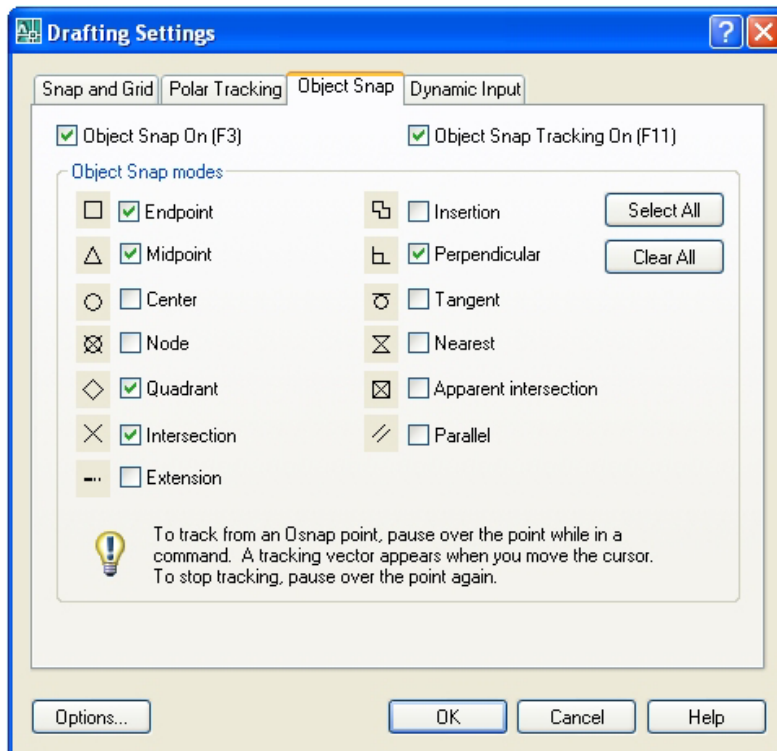 Drafting Settings
Snap and Grid Polar Tracking Object Snap Dynamic Input
Object Snap On (F3) Object Snap Tracking On (F11)
Object Snap modes
Endpoint Insertion Select All
Midpoint Perpendicular Clear All
Center Tangent
Node Nearest
Quadrant Apparent intersection
Intersection Parallel
Extension
To track from an Osnap point, pause over the point while in a
command. A tracking vector appears when you move the cursor.
To stop tracking, pause over the point again.
Options... OK Cancel Help